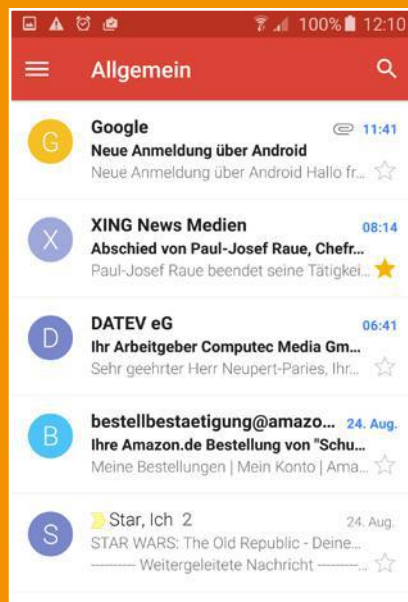 100% 12:10
Allgemein
G
Google 11:41
Neue Anmeldung über Android
Neue Anmeldung über Android Hallo fr...
X
XING News Medien 08:14
Abschied von Paul-Josef Raue, Chefr...
Paul-Josef Raue beendet seine Tätigkei...
D
DATEV eG 06:41
Ihr Arbeitgeber Computec Media Gm...
Sehr geehrter Herr Neupert-Paries, Ihr...
B
bestellbestaetigung@amazo... 24. Aug.
Ihre Amazon.de Bestellung von "Schu...
Meine Bestellungen | Mein Konto | Ama...
S
Star, Ich 2 24. Aug.
STAR WARS: The Old Republic - Deine...
---------- Weitergeleitete Nachricht ----------...